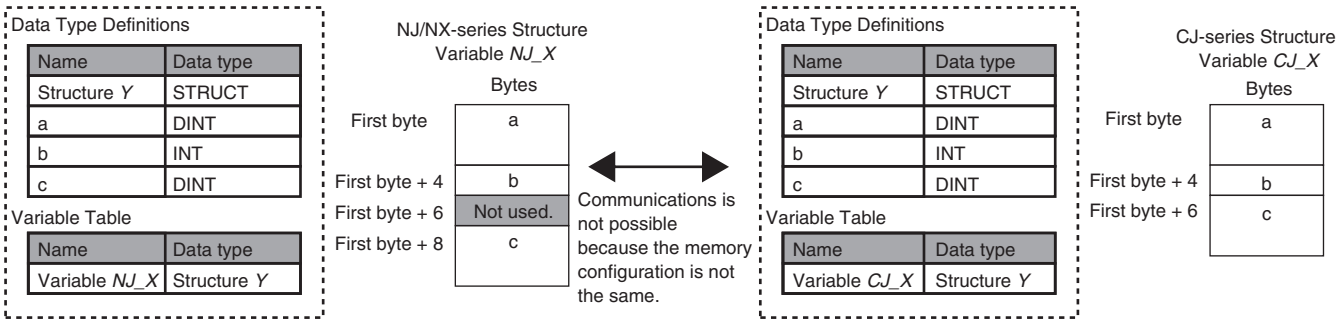 Data Type Definitions
Name Data type
Structure Y STRUCT
a DINT
b INT
c DINT
Variable Table
Name Data type
Variable NJ_X Structure Y
NJ/NX-series Structure
Variable NJ_X
Bytes
First byte a
First byte + 4 b
First byte + 6 Not used.
First byte + 8 c
Communications is
not possible
because the memory
configuration is not
the same.
Data Type Definitions
Name Data type
Structure Y STRUCT
a DINT
b INT
c DINT
Variable Table
Name Data type
Variable CJ_X Structure Y
CJ-series Structure
Variable CJ_X
Bytes
First byte a
First byte + 4 b
First byte + 6 c